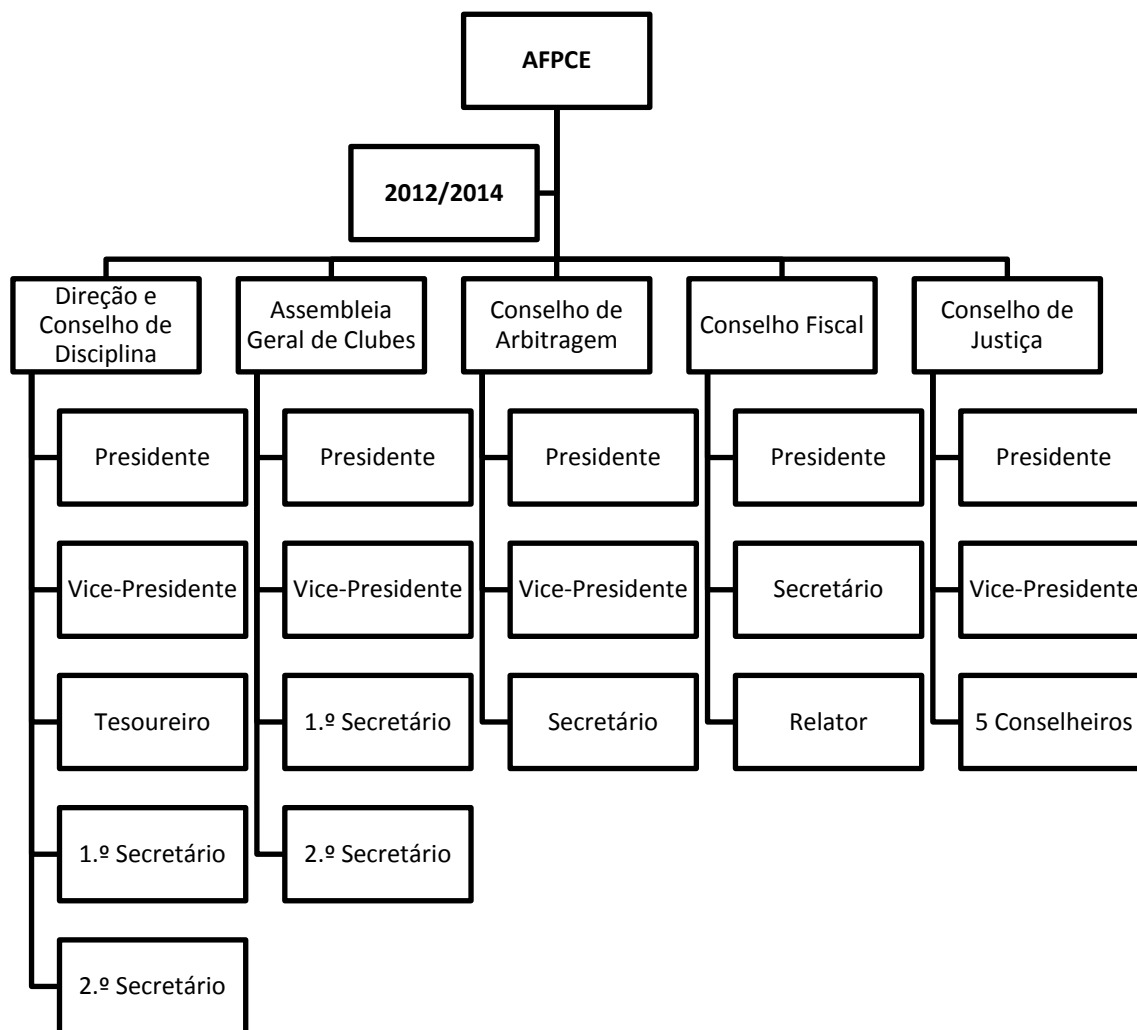 AFPCE
2012/2014
Direção e
Conselho de
Disciplina
Presidente
Vice-Presidente
Tesoureiro
1.º Secretário
2.º Secretário
Assembleia
Geral de Clubes
Presidente
Vice-Presidente
1.º Secretário
2.º Secretário
Conselho de
Arbitragem
Presidente
Vice-Presidente
Secretário
Conselho Fiscal
Presidente
Secretário
Relator
Conselho de
Justiça
Presidente
Vice-Presidente
5 Conselheiros